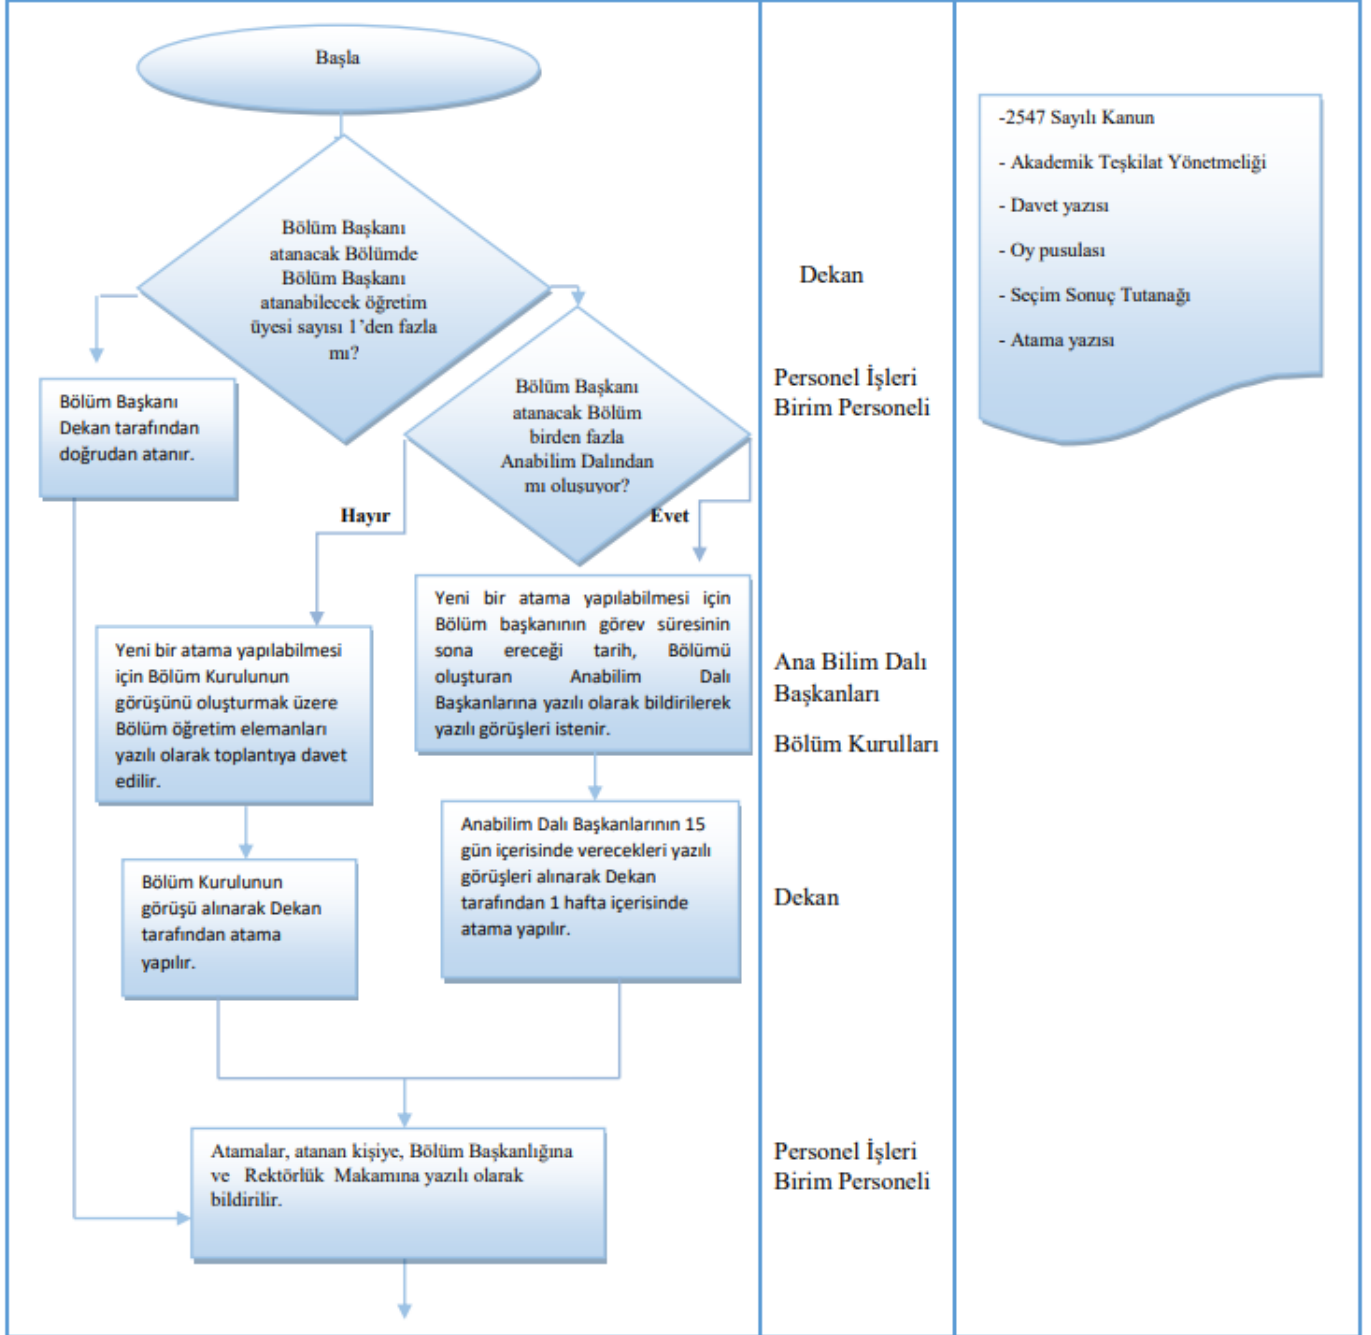 Başla
Bölüm Başkanı
atanacak Bölümde
Bölüm Başkanı
atanabilecek öğretim
üyesi sayısı 1’den fazla
mı?
Bölüm Başkanı
Dekan tarafından
doğrudan atanır.
Bölüm Başkanı
atanacak Bölüm
birden fazla
Anabilim Dalından
mı oluşuyor?
Hayır
Evet
Yeni bir atama yapılabilmesi
için Bölüm Kurulunun
görüşünü oluşturmak üzere
Bölüm öğretim elemanları
yazılı olarak toplantıya davet
edilir.
Yeni bir atama yapılabilmesi için
Bölüm başkanının görev süresinin
sona ereceği tarih, Bölümü
oluşturan Anabilim Dalı
Başkanlarına yazılı olarak bildirilerek
yazılı görüşleri istenir.
Bölüm Kurulunun
görüşü alınarak Dekan
tarafından atama
yapılır.
Anabilim Dalı Başkanlarının 15
gün içerisinde verecekleri yazılı
görüşleri alınarak Dekan
tarafından 1 hafta içerisinde
atama yapılır.
Atamalar, atanan kişiye, Bölüm Başkanlığına
ve Rektörlük Makamına yazılı olarak
bildirilir.
Dekan
Personel İşleri
Birim Personeli
Ana Bilim Dalı
Başkanları
Bölüm Kurulları
Dekan
Personel İşleri
Birim Personeli
-2547 Sayılı Kanun
- Akademik Teşkilat Yönetmeliği
- Davet yazısı
- Oy pusulası
- Seçim Sonuç Tutanağı
- Atama yazısı